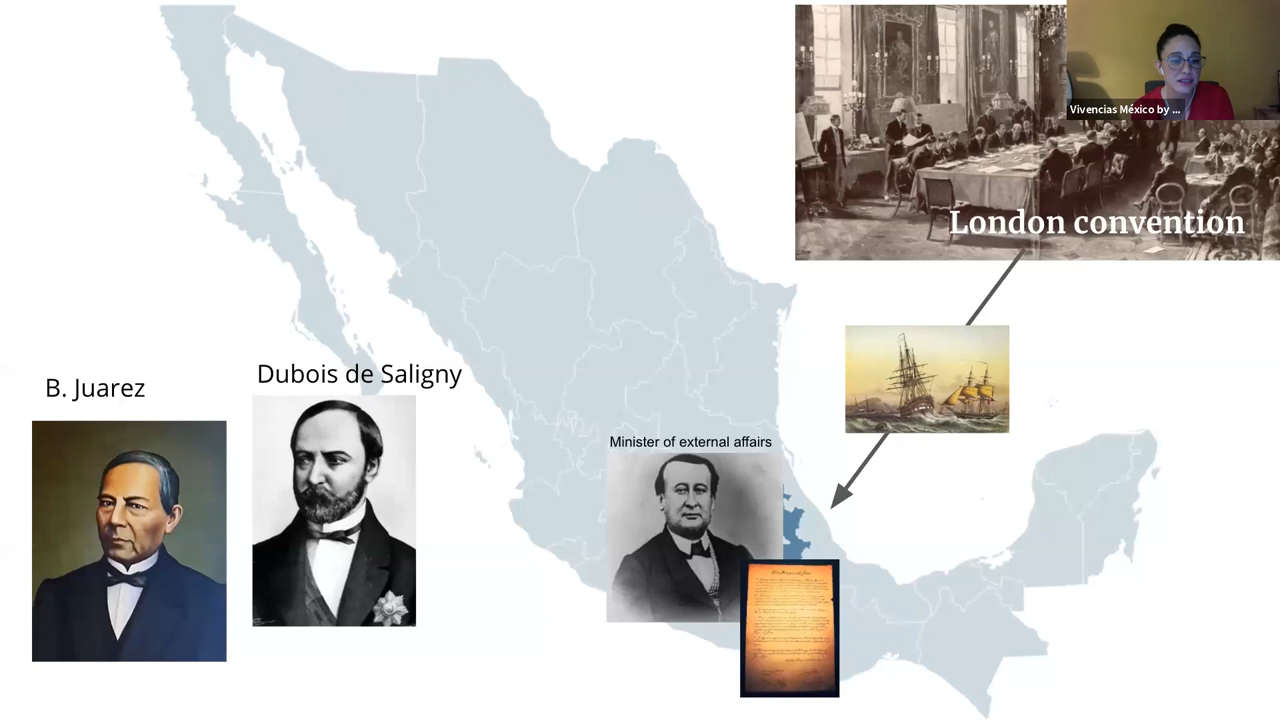 Vivencias México by ...
London convention
Dubois de Saligny
B. Juarez
Minister of external affairs